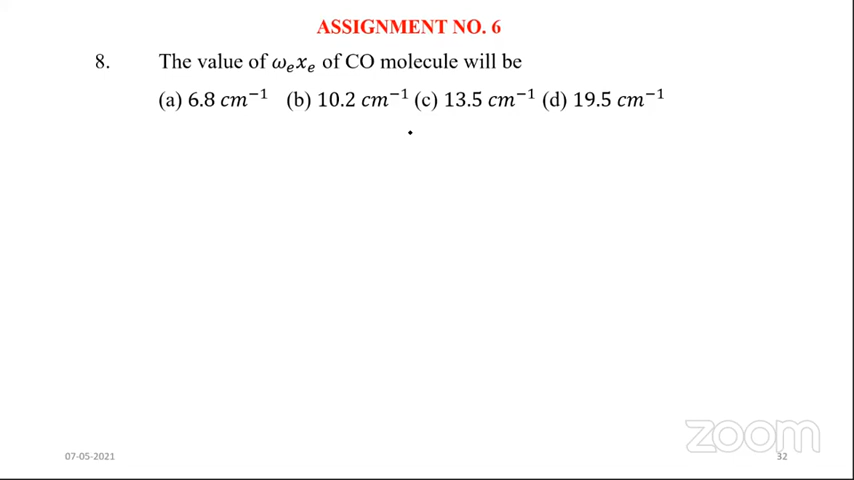 ASSIGNMENT NO. 6
8. The value of ωₑxₑ of CO molecule will be
(a) 6.8 cm⁻¹ (b) 10.2 cm⁻¹ (c) 13.5 cm⁻¹ (d) 19.5 cm⁻¹
zoom
07-05-2021 32